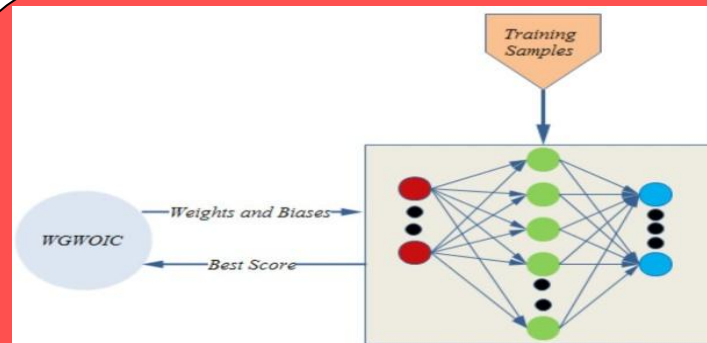 Training
Samples
Weights and Biases
WGWOIC
Best Score